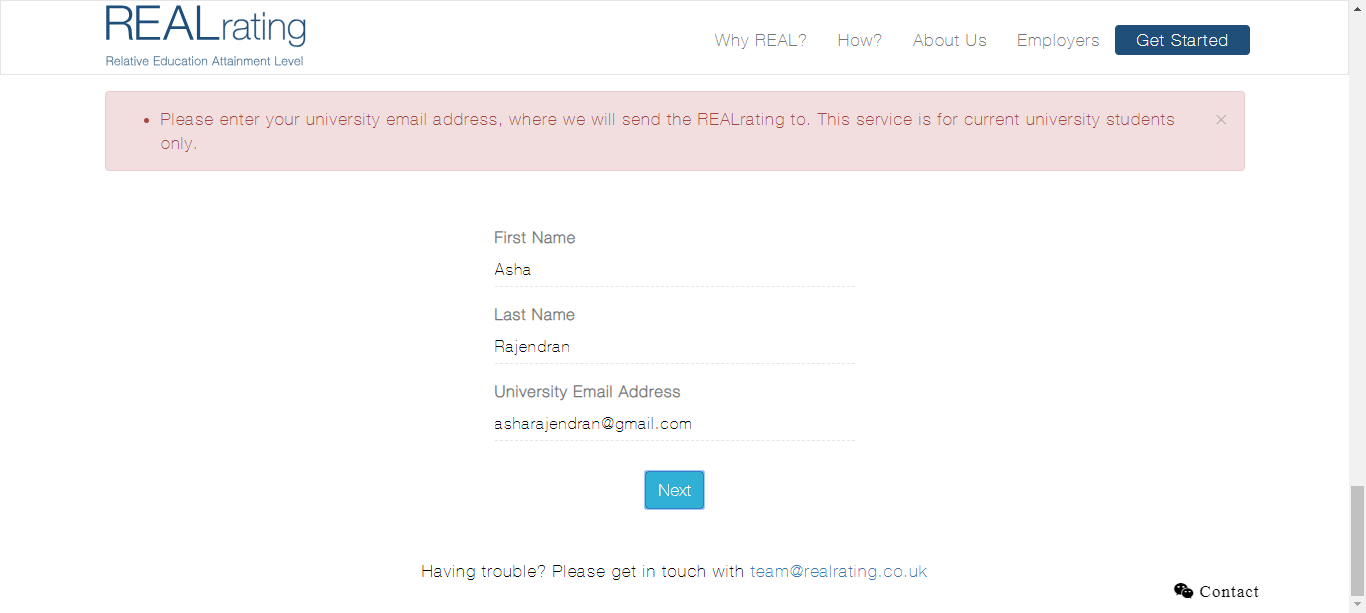 REALrating
Relative Education Attainment Level
Why REAL? How? About Us Employers Get Started
Please enter your university email address, where we will send the REALrating to. This service is for current university students
only.
First Name
Asha
Last Name
Rajendran
University Email Address
asharajendran@gmail.com
Next
Having trouble? Please get in touch with team@realrating.co.uk
Contact